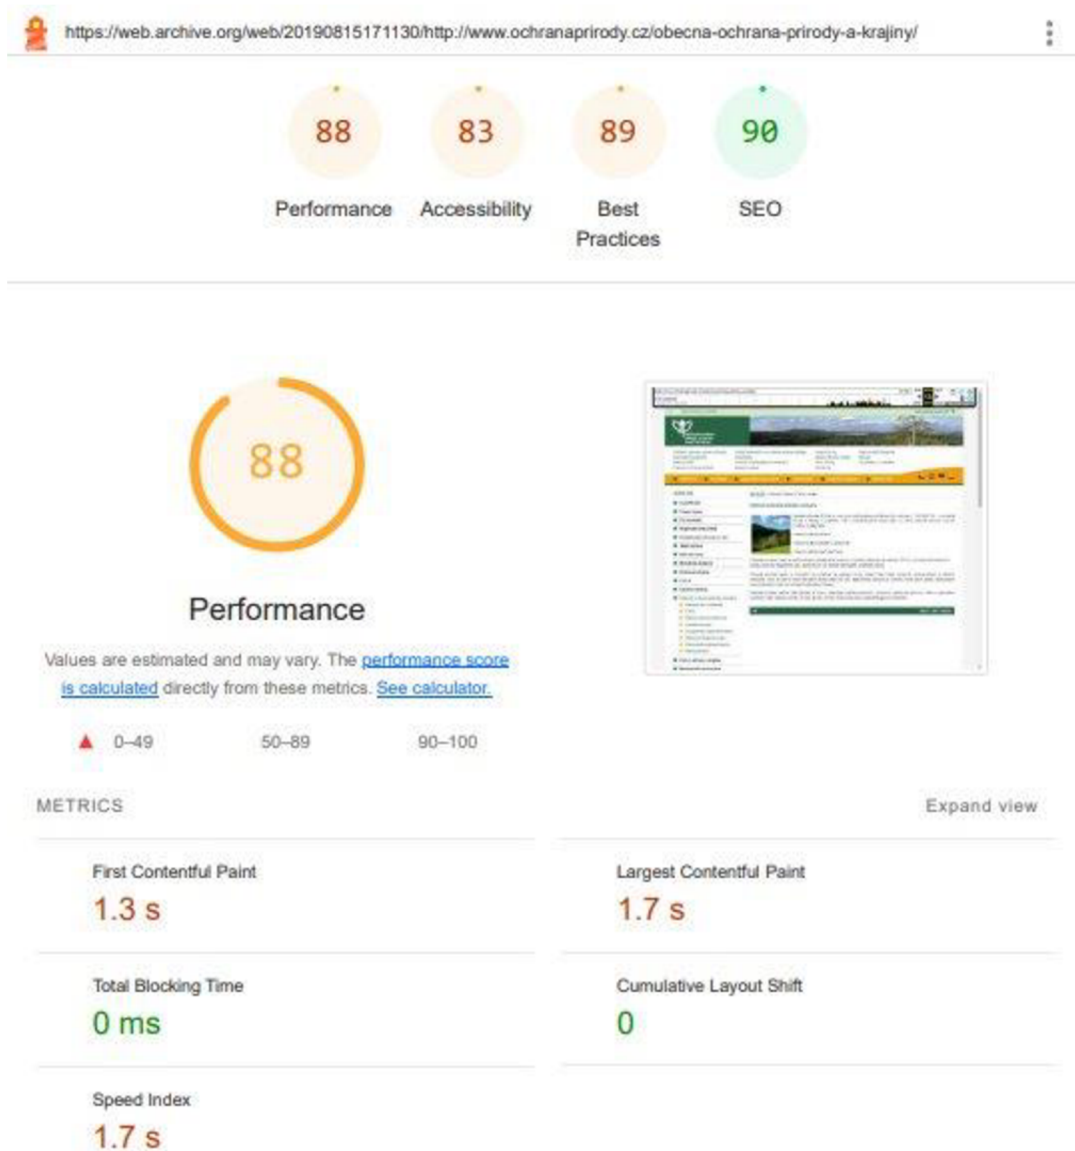 https://web.archive.org/web/20190815171130/http://www.ochranaprirody.cz/obecna-ochrana-prirody-a-krajiny/
88
83
89
90
Performance
Accessibility
Best
Practices
SEO
88
Performance
Values are estimated and may vary. The performance score
is calculated directly from these metrics. See calculator.
0–49
50–89
90–100
METRICS
Expand view
First Contentful Paint
1.3 s
Largest Contentful Paint
1.7 s
Total Blocking Time
0 ms
Cumulative Layout Shift
0
Speed Index
1.7 s